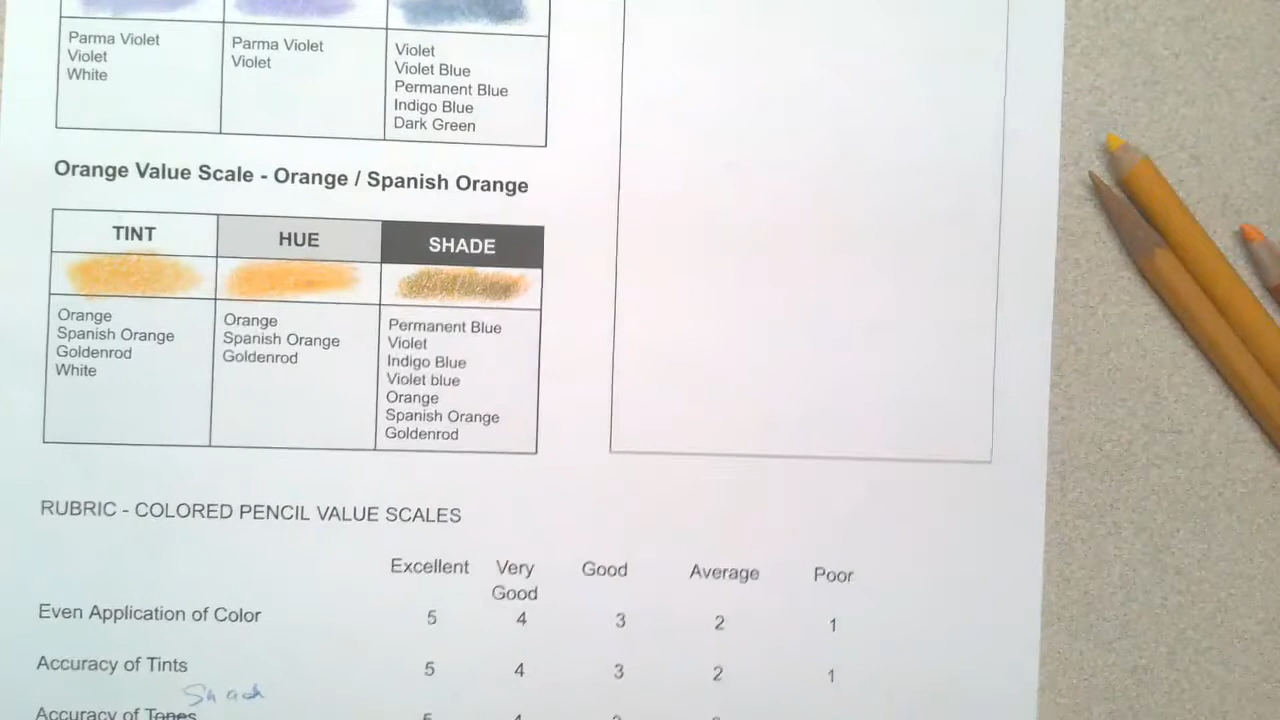 Parma Violet
Violet
White
Parma Violet
Violet
Violet
Violet Blue
Permanent Blue
Indigo Blue
Dark Green
Orange Value Scale - Orange / Spanish Orange
TINT HUE SHADE
Orange
Spanish Orange
Goldenrod
White
Orange
Spanish Orange
Goldenrod
Permanent Blue
Violet
Indigo Blue
Violet blue
Orange
Spanish Orange
Goldenrod
RUBRIC - COLORED PENCIL VALUE SCALES
Excellent Very Good Good Average Poor
Even Application of Color 5 4 3 2 1
Accuracy of Tints 5 4 3 2 1
Accuracy of Tones